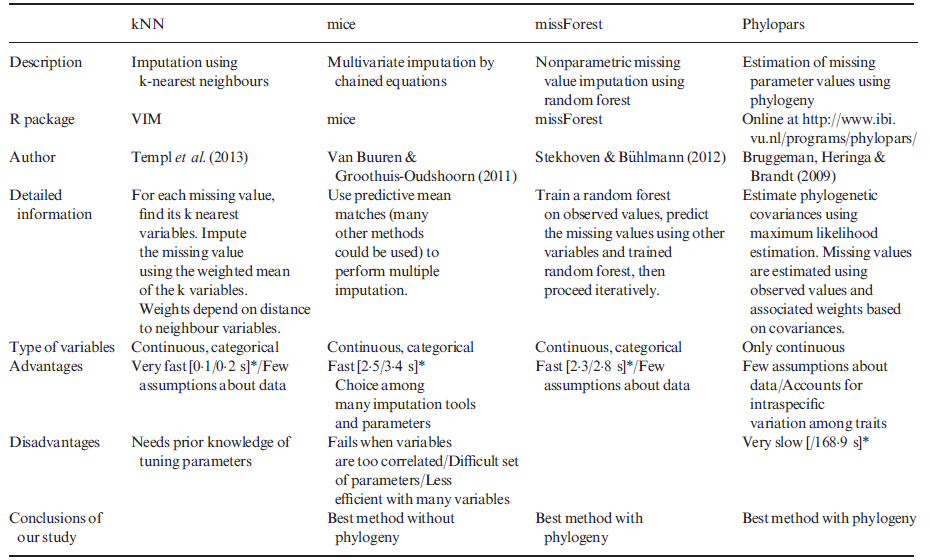 kNN mice missForest Phylopars
Description Imputation using k-nearest neighbours Multivariate imputation by chained equations Nonparametric missing value imputation using random forest Estimation of missing parameter values using phylogeny
R package VIM mice missForest Online at http://www.ibi.vu.nl/programs/phylopars/
Author Templ et al. (2013) Van Buuren & Groothuis-Oudshoorn (2011) Stekhoven & Bühlmann (2012) Bruggeman, Heringa & Brandt (2009)
Detailed information For each missing value, find its k nearest variables. Impute the missing value using the weighted mean of the k variables. Weights depend on distance to neighbour variables. Use predictive mean matches (many other methods could be used) to perform multiple imputation. Train a random forest on observed values, predict the missing values using other variables and trained random forest, then proceed iteratively. Estimate phylogenetic covariances using maximum likelihood estimation. Missing values are estimated using observed values and associated weights based on covariances.
Type of variables Continuous, categorical Continuous, categorical Continuous, categorical Only continuous
Advantages Very fast [0·1/0·2 s]*/Few assumptions about data Fast [2·5/3·4 s]* Choice among many imputation tools and parameters Fast [2·3/2·8 s]*/Few assumptions about data Few assumptions about data/Accounts for intraspecific variation among traits
Disadvantages Needs prior knowledge of tuning parameters Fails when variables are too correlated/Difficult set of parameters/Less efficient with many variables Very slow [/168·9 s]*
Conclusions of our study Best method without phylogeny Best method with phylogeny Best method with phylogeny